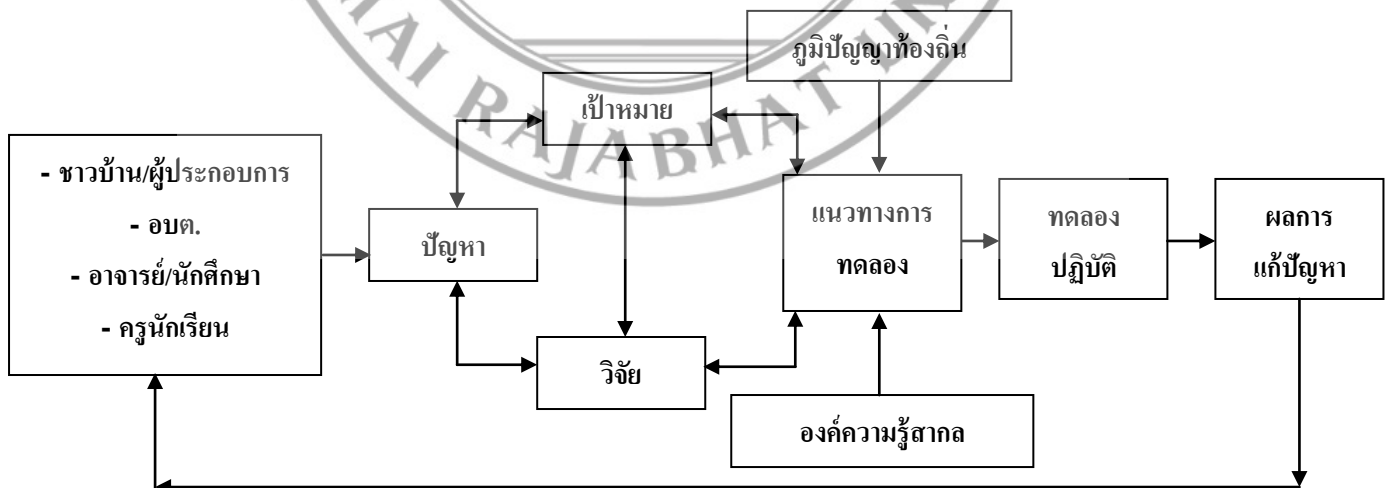 ภูมิปัญญาท้องถิ่น
เป้าหมาย
- ชาวบ้าน/ผู้ประกอบการ
- อบต.
- อาจารย์/นักศึกษา
- ครูนักเรียน
ปัญหา
แนวทางการ
ทดลอง
ทดลอง
ปฏิบัติ
ผลการ
แก้ปัญหา
วิจัย
องค์ความรู้สากล
MAI RAJABHAT UN